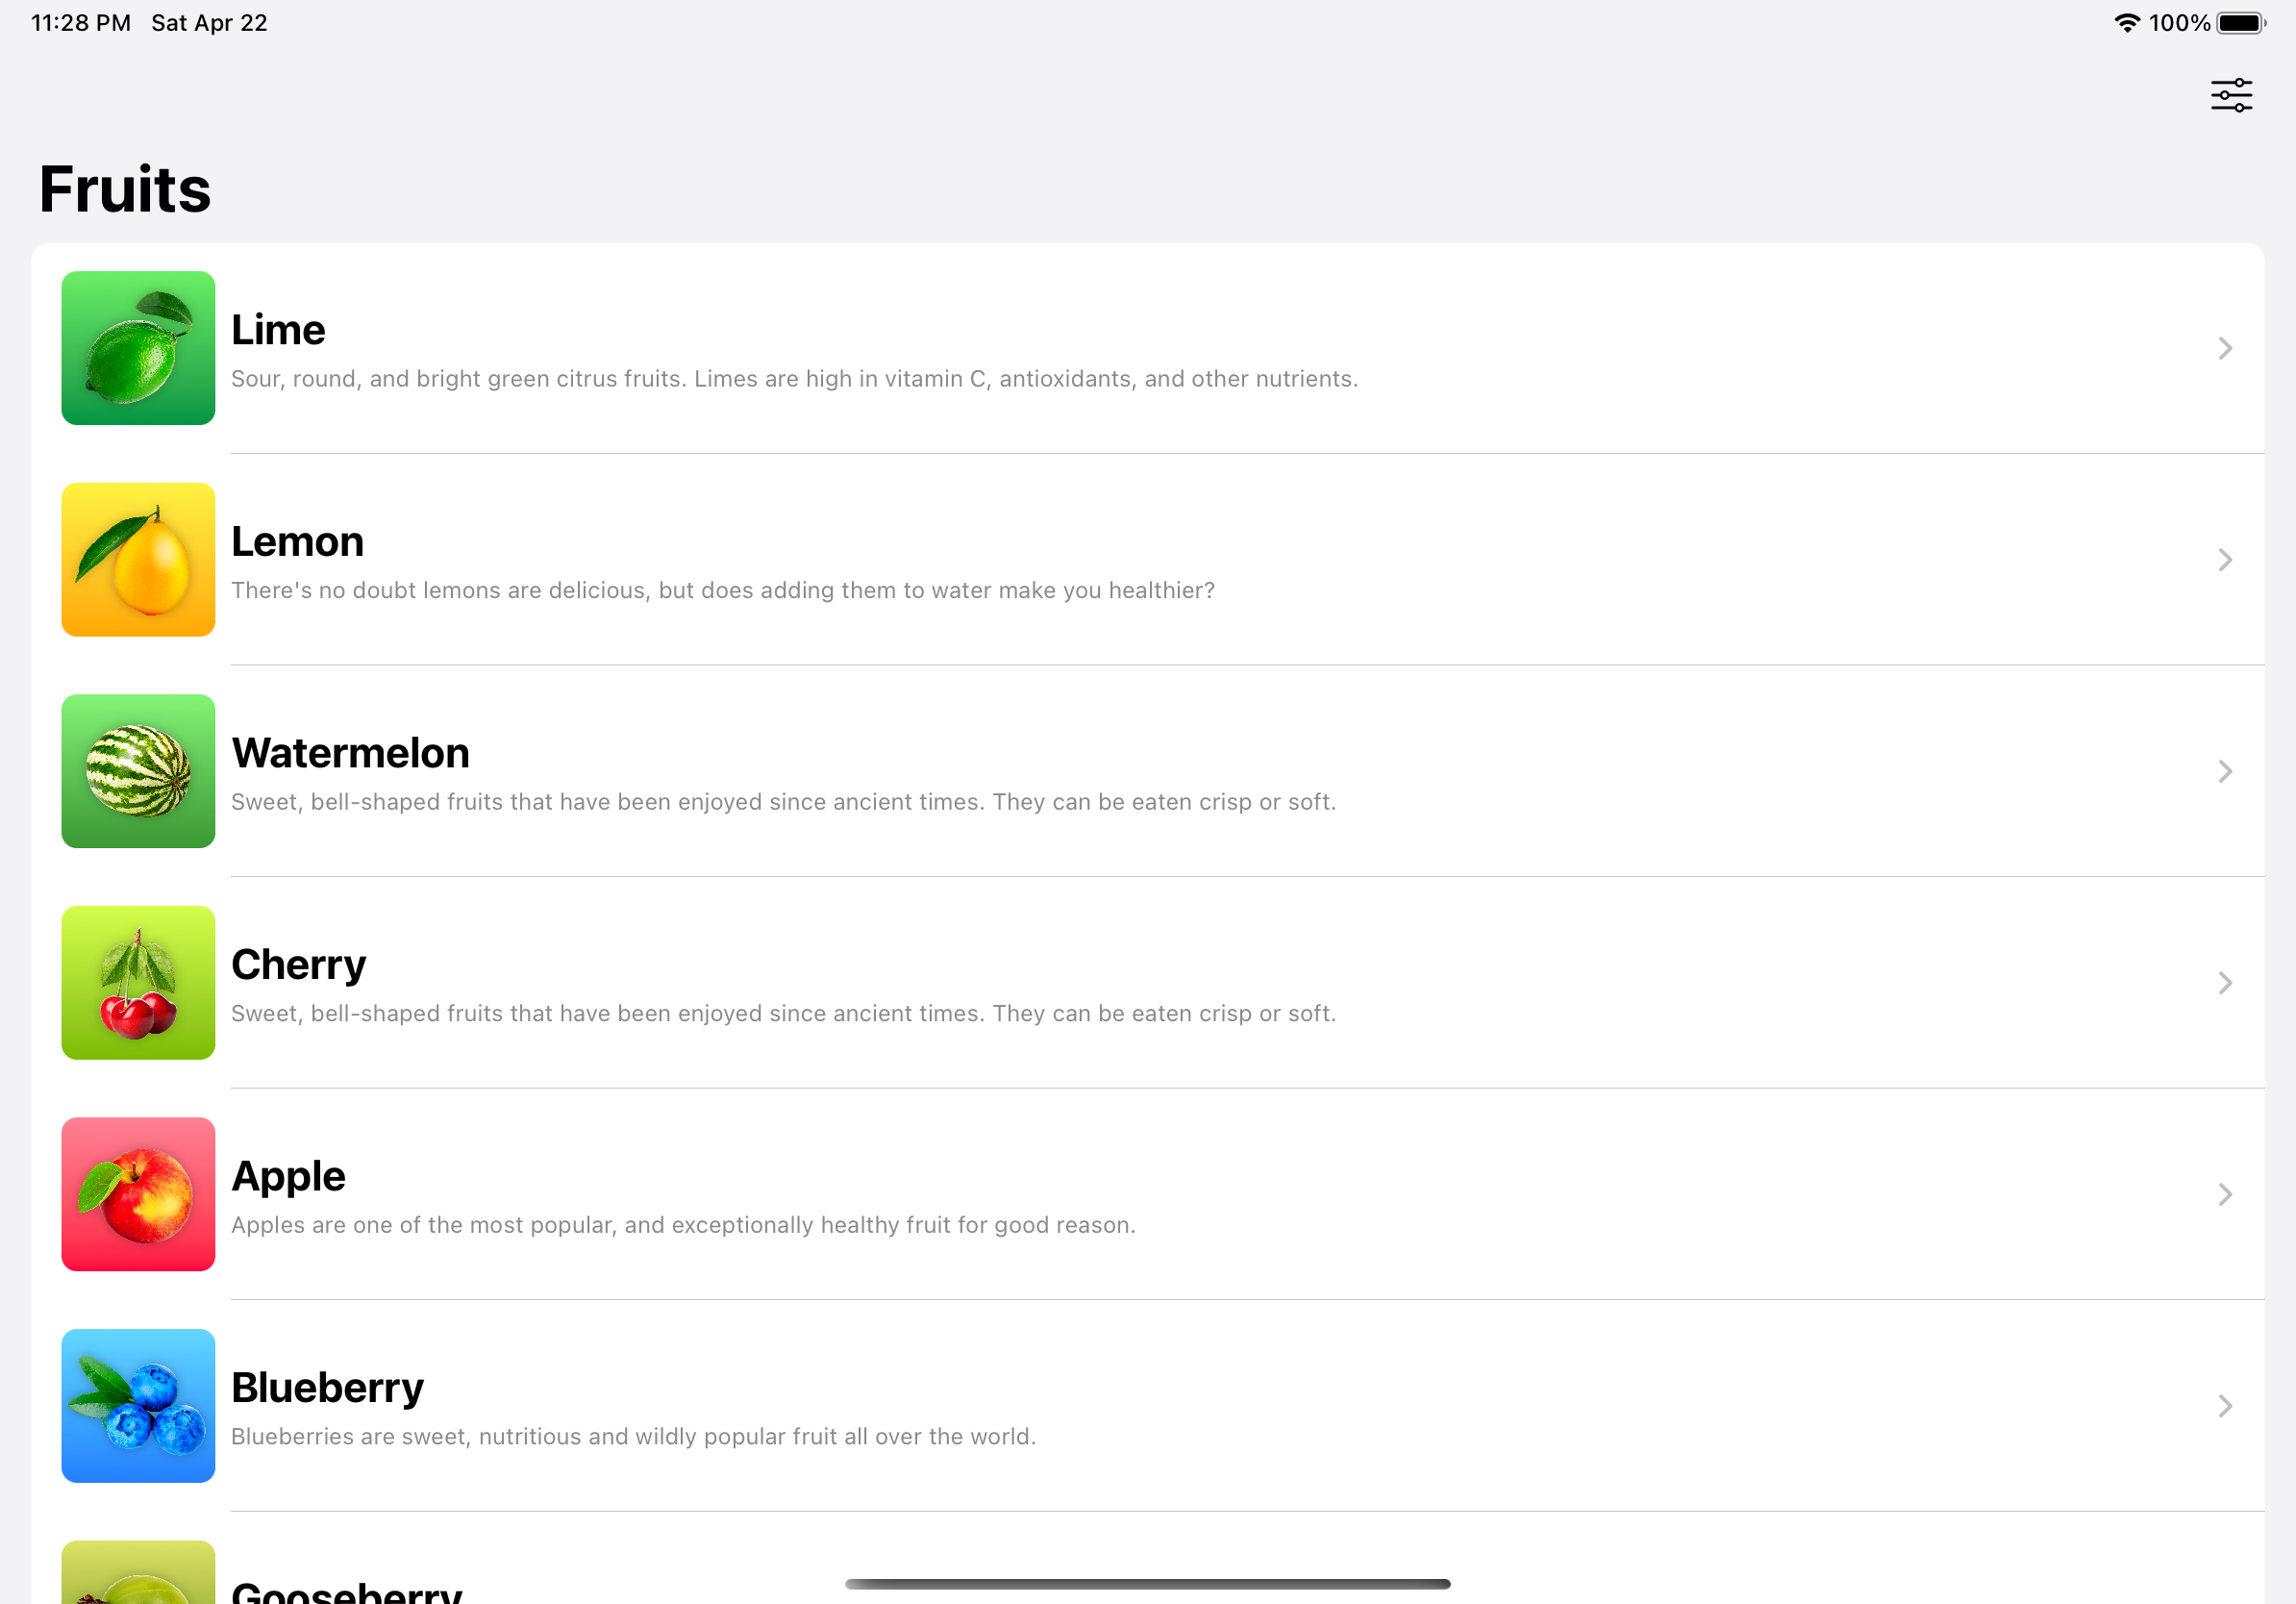 11:28 PM Sat Apr 22 100%
Fruits
Lime
Sour, round, and bright green citrus fruits. Limes are high in vitamin C, antioxidants, and other nutrients.
Lemon
There's no doubt lemons are delicious, but does adding them to water make you healthier?
Watermelon
Sweet, bell-shaped fruits that have been enjoyed since ancient times. They can be eaten crisp or soft.
Cherry
Sweet, bell-shaped fruits that have been enjoyed since ancient times. They can be eaten crisp or soft.
Apple
Apples are one of the most popular, and exceptionally healthy fruit for good reason.
Blueberry
Blueberries are sweet, nutritious and wildly popular fruit all over the world.
Gooseberry